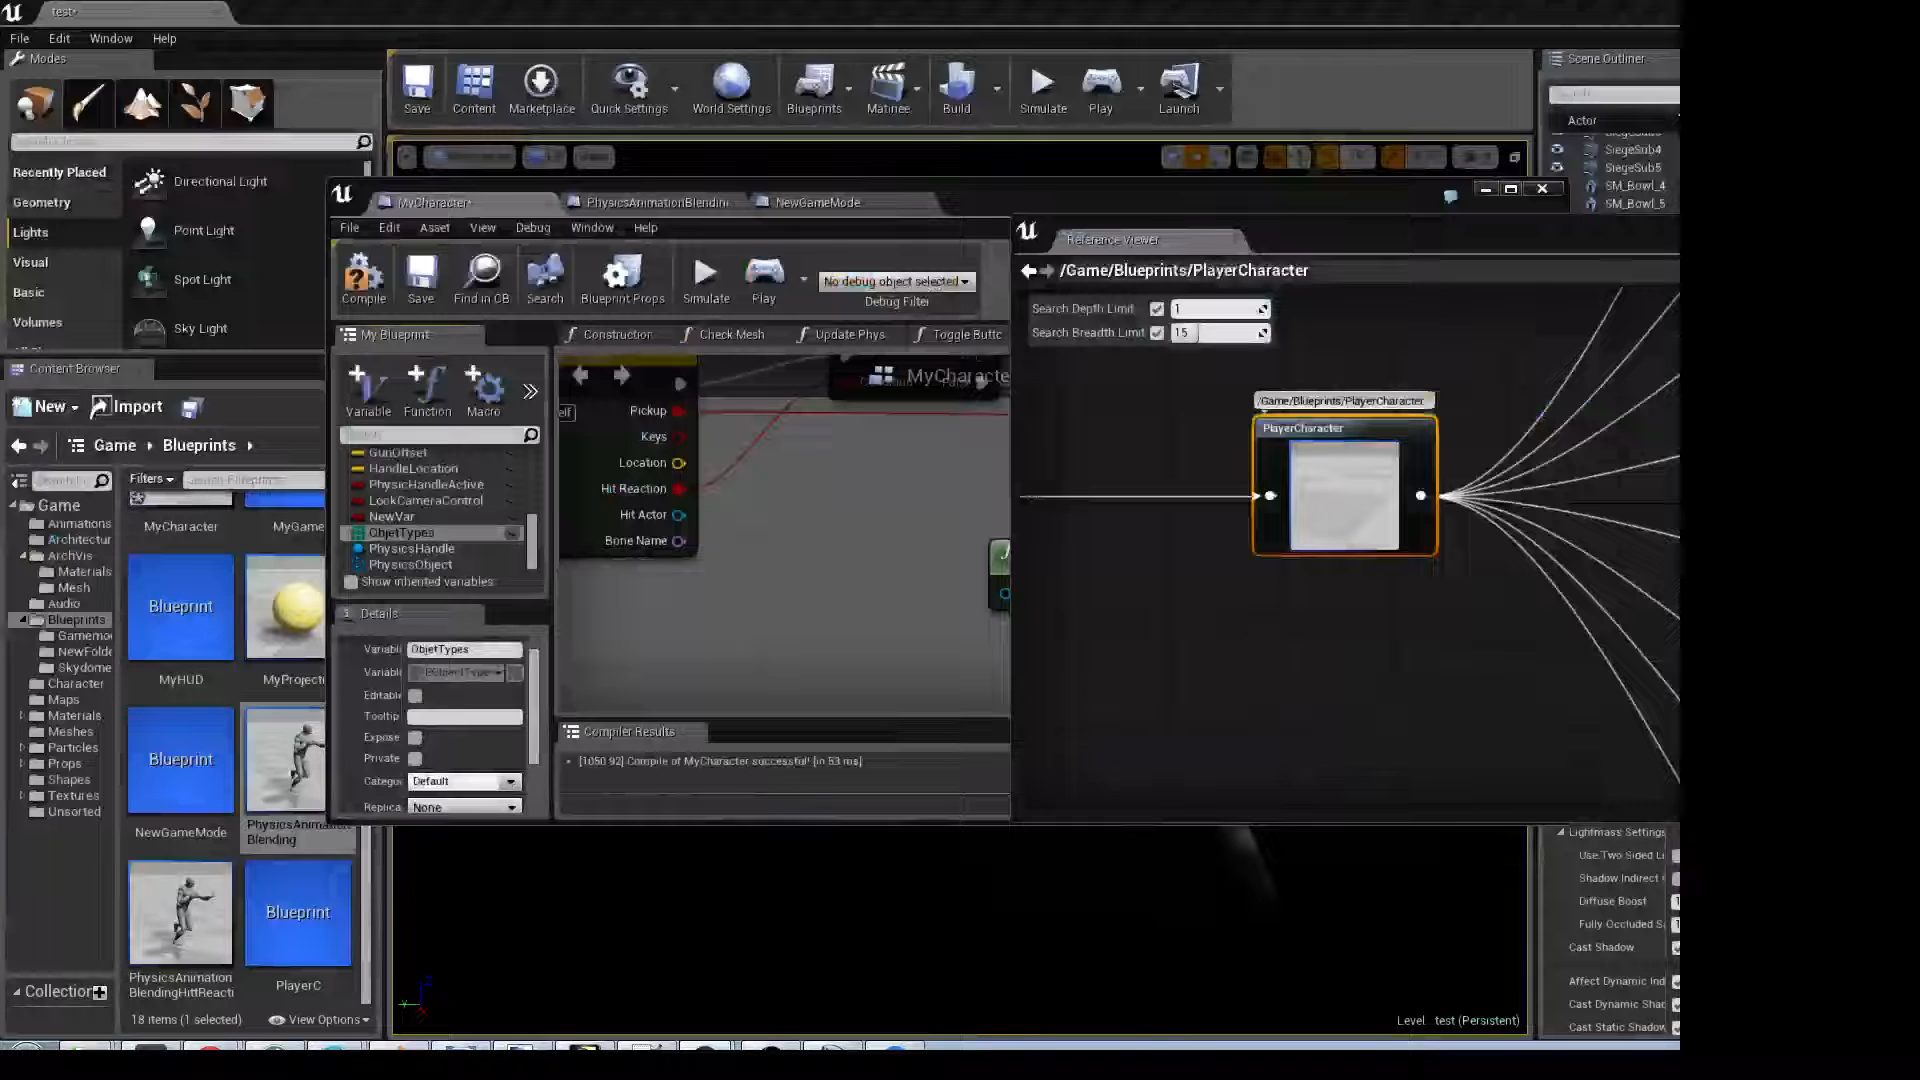 test*
File Edit Window Help
Modes
Save Content Marketplace Quick Settings World Settings Blueprints Matinee Build Simulate Play Launch
Scene Outliner
Actor
SiegeSub4
SiegeSub5
SM_Bowl_4
SM_Bowl_5
Recently Placed
Geometry
Lights
Visual
Basic
Volumes
Directional Light
Point Light
Spot Light
Sky Light
MyCharacter*
PhysicsAnimationBlendin
NewGameMode
File Edit Asset View Debug Window Help
Compile Save Find in CB Search Blueprint Props Simulate Play
No debug object selected
Debug Filter
My Blueprint
Construction
Check Mesh
Update Phys
Toggle Butto
Variable Function Macro
GunOffset
HandleLocation
PhysicHandleActive
LookCameraControl
NewVar
ObjetTypes
PhysicsHandle
PhysicsObject
Show inherited variables
MyCharacte
elf
Pickup
Keys
Location
Hit Reaction
Hit Actor
Bone Name
Details
Variabl ObjetTypes
Variabl
Editabl
Tooltip
Expose
Private
Catego Default
Replica None
Compiler Results
[1050.92] Compile of MyCharacter successful! [in 53 ms]
Reference Viewer
/Game/Blueprints/PlayerCharacter
Search Depth Limit 1
Search Breadth Limit 15
/Game/Blueprints/PlayerCharacter
PlayerCharacter
Content Browser
New Import
Game Blueprints
Filters Search Blueprints
Game
Animations
Architectur
ArchVis
Materials
Mesh
Audio
Blueprints
Gamemo
NewFolde
Skydome
Character
Maps
Materials
Meshes
Particles
Props
Shapes
Textures
Unsorted
Collection
MyCharacter
MyGame
Blueprint
MyHUD
MyProjecti
Blueprint
NewGameMode
PhysicsAnimation
Blending
PhysicsAnimation
BlendingHittReacti
Blueprint
PlayerC
18 items (1 selected) View Options
Level test (Persistent)
Lightmass Settings
Use Two Sided Li
Shadow Indirect
Diffuse Boost
Fully Occluded S
Cast Shadow
Affect Dynamic Ind
Cast Dynamic Shad
Cast Static Shadow